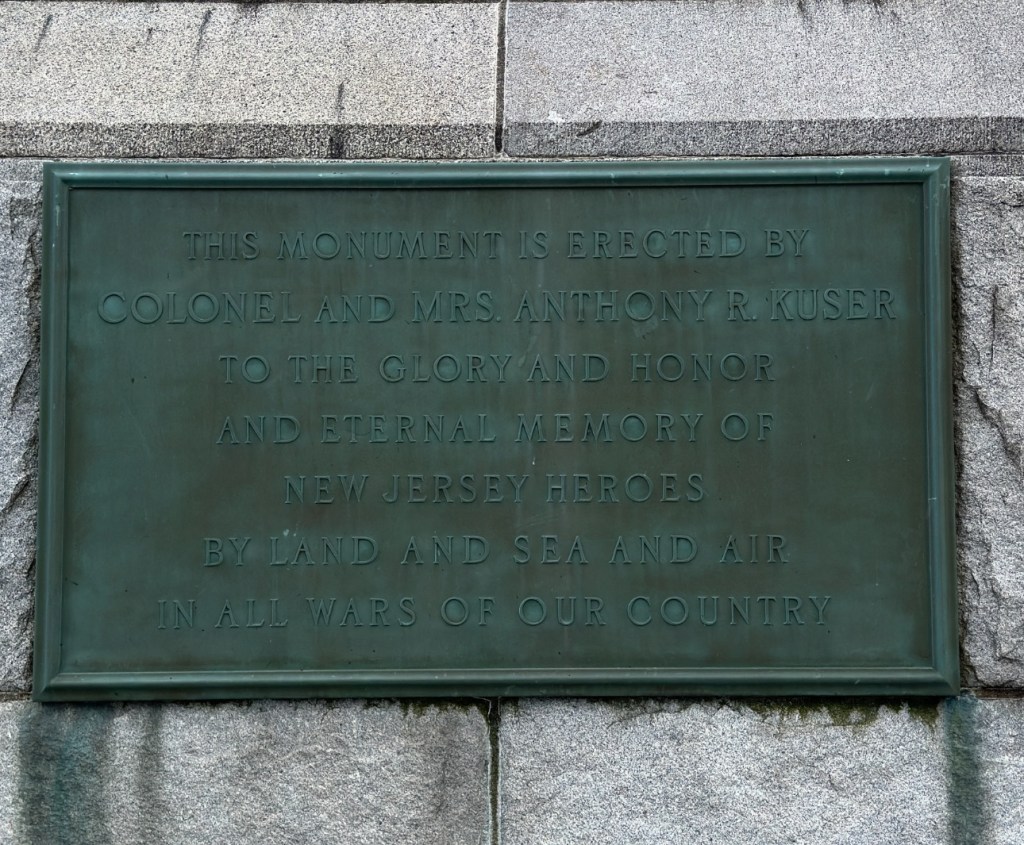 THIS MONUMENT IS ERECTED BY
COLONEL AND MRS. ANTHONY R. KUSER
TO THE GLORY AND HONOR
AND ETERNAL MEMORY OF
NEW JERSEY HEROES
BY LAND AND SEA AND AIR
IN ALL WARS OF OUR COUNTRY